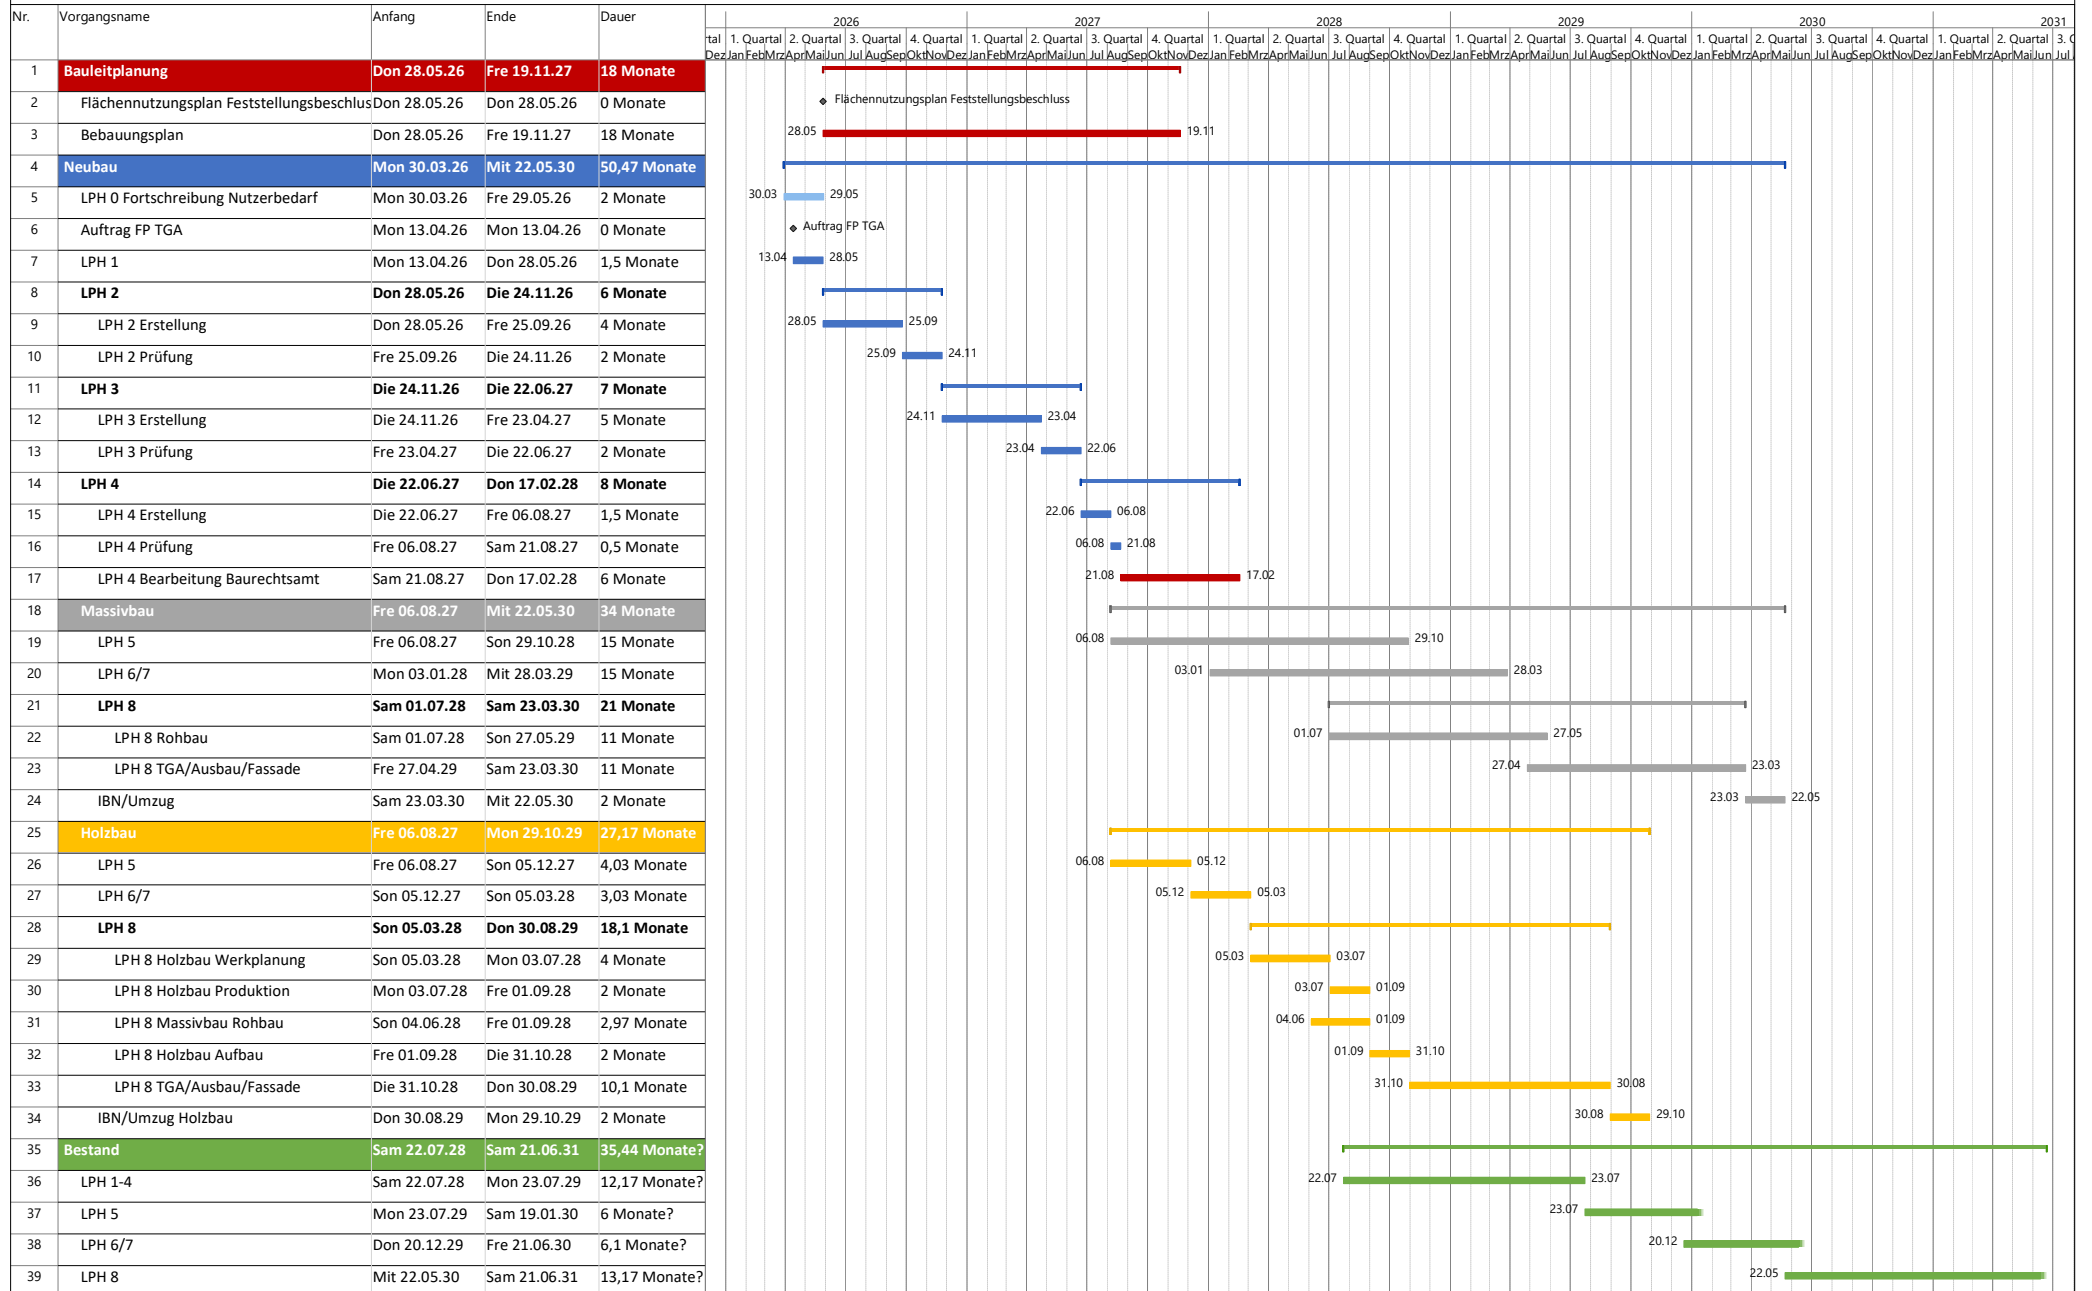 Nr. Vorgangsname Anfang Ende Dauer
2026 2027 2028 2029 2030 2031
rtal 1. Quartal 2. Quartal 3. Quartal 4. Quartal 1. Quartal 2. Quartal 3. Quartal 4. Quartal 1. Quartal 2. Quartal 3. Quartal 4. Quartal 1. Quartal 2. Quartal 3. Quartal 4. Quartal 1. Quartal 2. Quartal 3. Quartal 4. Quartal 1. Quartal 2. Quartal 3. Q
Dez Jan Feb Mrz Apr Mai Jun Jul Aug Sep Okt Nov Dez Jan Feb Mrz Apr Mai Jun Jul Aug Sep Okt Nov Dez Jan Feb Mrz Apr Mai Jun Jul Aug Sep Okt Nov Dez Jan Feb Mrz Apr Mai Jun Jul Aug Sep Okt Nov Dez Jan Feb Mrz Apr Mai Jun Jul Aug Sep Okt Nov Dez Jan Feb Mrz Apr Mai Jun Jul
1 Bauleitplanung Don 28.05.26 Fre 19.11.27 18 Monate
2 Flächennutzungsplan Feststellungsbeschlus Don 28.05.26 Don 28.05.26 0 Monate Flächennutzungsplan Feststellungsbeschluss
3 Bebauungsplan Don 28.05.26 Fre 19.11.27 18 Monate 28.05 19.11
4 Neubau Mon 30.03.26 Mit 22.05.30 50,47 Monate
5 LPH 0 Fortschreibung Nutzerbedarf Mon 30.03.26 Fre 29.05.26 2 Monate 30.03 29.05
6 Auftrag FP TGA Mon 13.04.26 Mon 13.04.26 0 Monate Auftrag FP TGA
7 LPH 1 Mon 13.04.26 Don 28.05.26 1,5 Monate 13.04 28.05
8 LPH 2 Don 28.05.26 Die 24.11.26 6 Monate
9 LPH 2 Erstellung Don 28.05.26 Fre 25.09.26 4 Monate 28.05 25.09
10 LPH 2 Prüfung Fre 25.09.26 Die 24.11.26 2 Monate 25.09 24.11
11 LPH 3 Die 24.11.26 Die 22.06.27 7 Monate
12 LPH 3 Erstellung Die 24.11.26 Fre 23.04.27 5 Monate 24.11 23.04
13 LPH 3 Prüfung Fre 23.04.27 Die 22.06.27 2 Monate 23.04 22.06
14 LPH 4 Die 22.06.27 Don 17.02.28 8 Monate
15 LPH 4 Erstellung Die 22.06.27 Fre 06.08.27 1,5 Monate 22.06 06.08
16 LPH 4 Prüfung Fre 06.08.27 Sam 21.08.27 0,5 Monate 06.08 21.08
17 LPH 4 Bearbeitung Baurechtsamt Sam 21.08.27 Don 17.02.28 6 Monate 21.08 17.02
18 Massivbau Fre 06.08.27 Mit 22.05.30 34 Monate
19 LPH 5 Fre 06.08.27 Son 29.10.28 15 Monate 06.08 29.10
20 LPH 6/7 Mon 03.01.28 Mit 28.03.29 15 Monate 03.01 28.03
21 LPH 8 Sam 01.07.28 Sam 23.03.30 21 Monate
22 LPH 8 Rohbau Sam 01.07.28 Son 27.05.29 11 Monate 01.07 27.05
23 LPH 8 TGA/Ausbau/Fassade Fre 27.04.29 Sam 23.03.30 11 Monate 27.04 23.03
24 IBN/Umzug Sam 23.03.30 Mit 22.05.30 2 Monate 23.03 22.05
25 Holzbau Fre 06.08.27 Mon 29.10.29 27,17 Monate
26 LPH 5 Fre 06.08.27 Son 05.12.27 4,03 Monate 06.08 05.12
27 LPH 6/7 Son 05.12.27 Son 05.03.28 3,03 Monate 05.12 05.03
28 LPH 8 Son 05.03.28 Don 30.08.29 18,1 Monate
29 LPH 8 Holzbau Werkplanung Son 05.03.28 Mon 03.07.28 4 Monate 05.03 03.07
30 LPH 8 Holzbau Produktion Mon 03.07.28 Fre 01.09.28 2 Monate 03.07 01.09
31 LPH 8 Massivbau Rohbau Son 04.06.28 Fre 01.09.28 2,97 Monate 04.06 01.09
32 LPH 8 Holzbau Aufbau Fre 01.09.28 Die 31.10.28 2 Monate 01.09 31.10
33 LPH 8 TGA/Ausbau/Fassade Die 31.10.28 Don 30.08.29 10,1 Monate 31.10 30.08
34 IBN/Umzug Holzbau Don 30.08.29 Mon 29.10.29 2 Monate 30.08 29.10
35 Bestand Sam 22.07.28 Sam 21.06.31 35,44 Monate?
36 LPH 1-4 Sam 22.07.28 Mon 23.07.29 12,17 Monate? 22.07 23.07
37 LPH 5 Mon 23.07.29 Sam 19.01.30 6 Monate? 23.07
38 LPH 6/7 Don 20.12.29 Fre 21.06.30 6,1 Monate? 20.12
39 LPH 8 Mit 22.05.30 Sam 21.06.31 13,17 Monate? 22.05